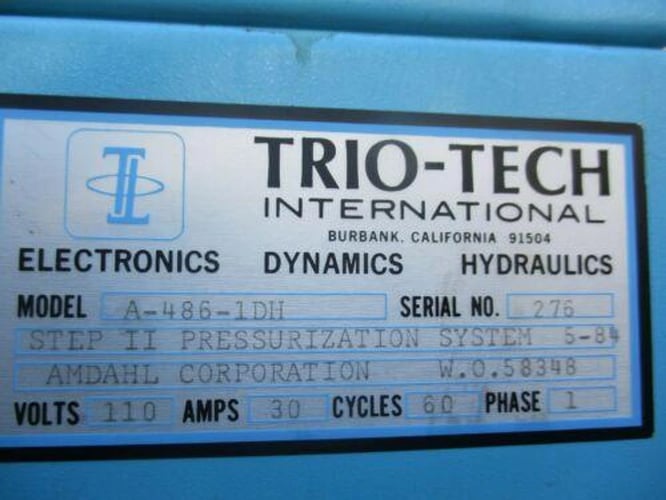 TRIO-TECH
INTERNATIONAL
BURBANK, CALIFORNIA 91504
ELECTRONICS DYNAMICS HYDRAULICS
MODEL A-486-1DH SERIAL NO. 276
STEP II PRESSURIZATION SYSTEM 5-84
AMDAHL CORPORATION W.O.58348
VOLTS 110 AMPS 30 CYCLES 60 PHASE 1